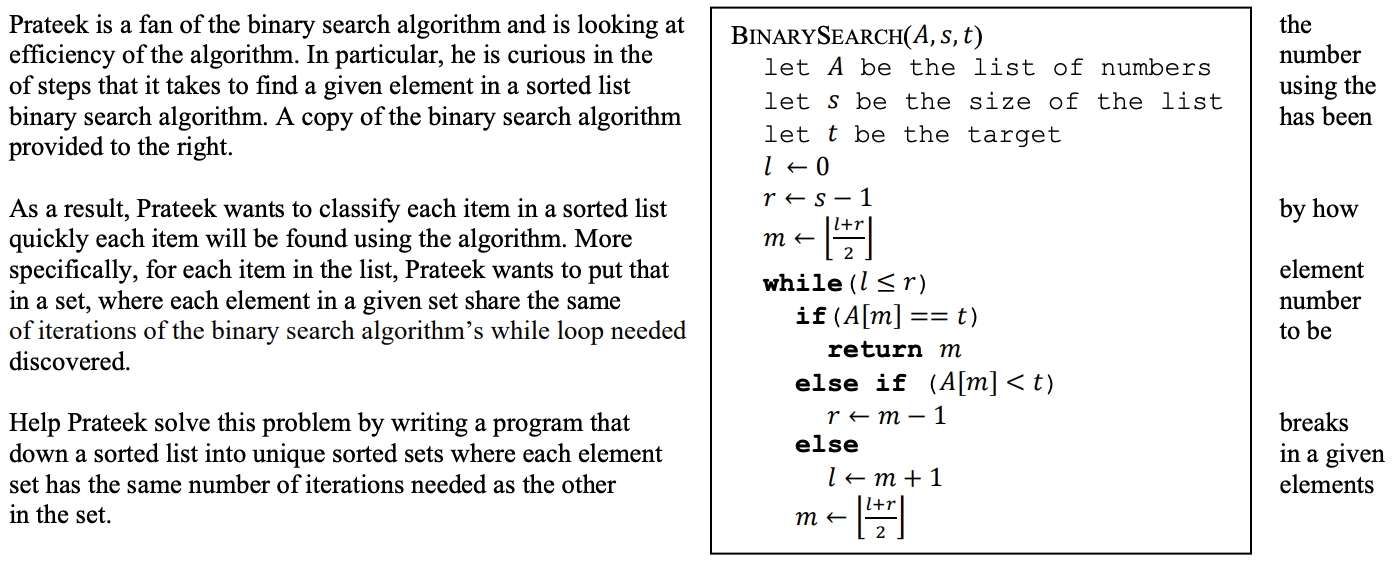 Prateek is a fan of the binary search algorithm and is looking at the
efficiency of the algorithm. In particular, he is curious in the number
of steps that it takes to find a given element in a sorted list using the
binary search algorithm. A copy of the binary search algorithm has been
provided to the right.
As a result, Prateek wants to classify each item in a sorted list by how
quickly each item will be found using the algorithm. More
specifically, for each item in the list, Prateek wants to put that element
in a set, where each element in a given set share the same number
of iterations of the binary search algorithm's while loop needed to be
discovered.
Help Prateek solve this problem by writing a program that breaks
down a sorted list into unique sorted sets where each element in a given
set has the same number of iterations needed as the other elements
in the set.
BINARYSEARCH(A, s, t)
let A be the list of numbers
let s be the size of the list
let t be the target
l ← 0
r ← s − 1
m ← ⌊(l+r)/2⌋
while(l ≤ r)
if(A[m] == t)
return m
else if (A[m] < t)
r ← m − 1
else
l ← m + 1
m ← ⌊(l+r)/2⌋